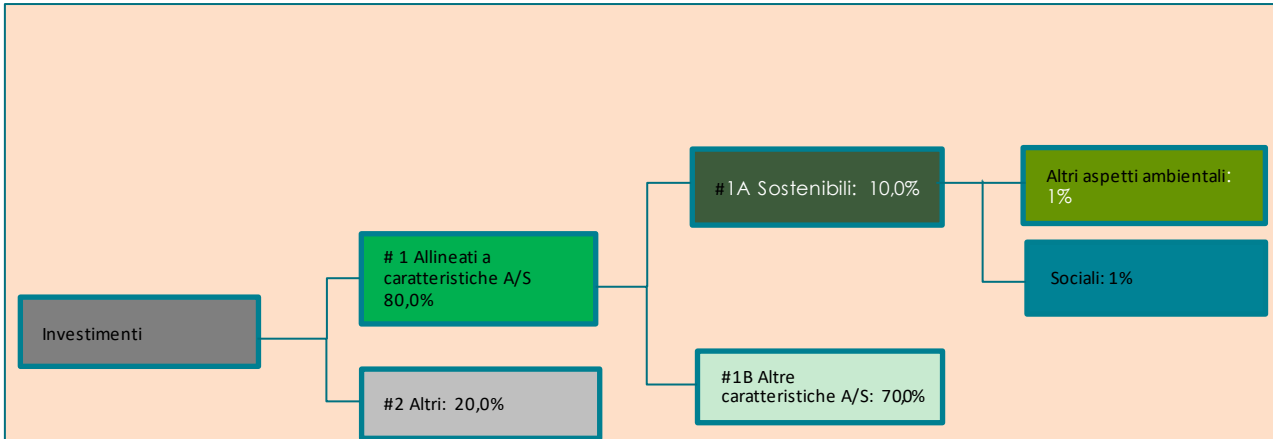 Investimenti
# 1 Allineati a
caratteristiche A/S
80,0%
#2 Altri: 20,0%
#1A Sostenibili: 10,0%
#1B Altre
caratteristiche A/S: 70,0%
Altri aspetti ambientali:
1%
Sociali: 1%